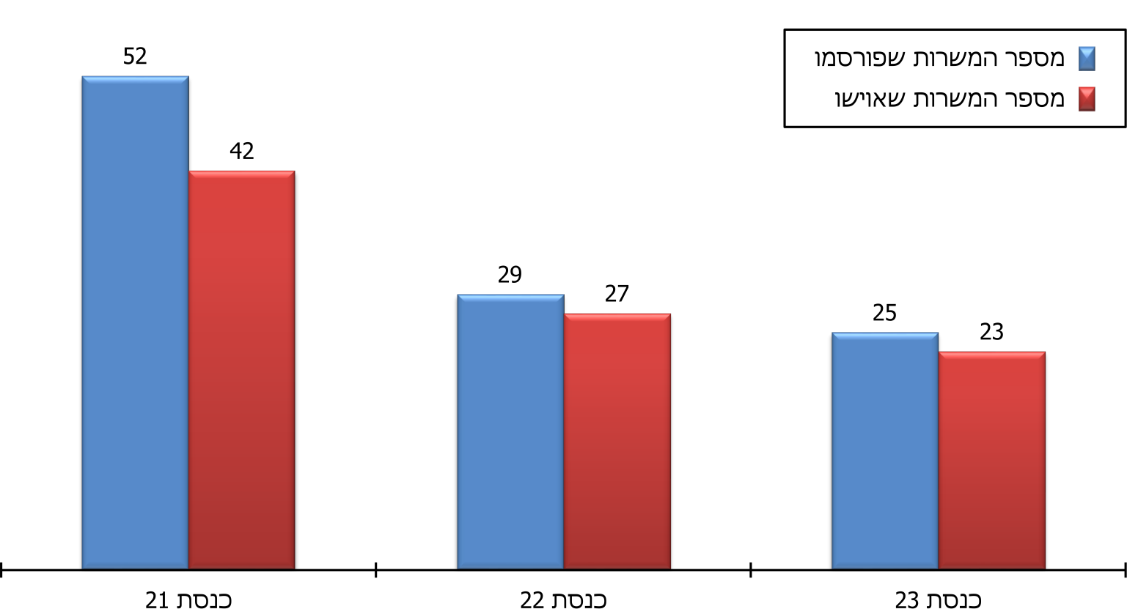 מספר המשרות שפורסמו
מספר המשרות שאוישו
52
42
29
27
25
23
כנסת 21
כנסת 22
כנסת 23